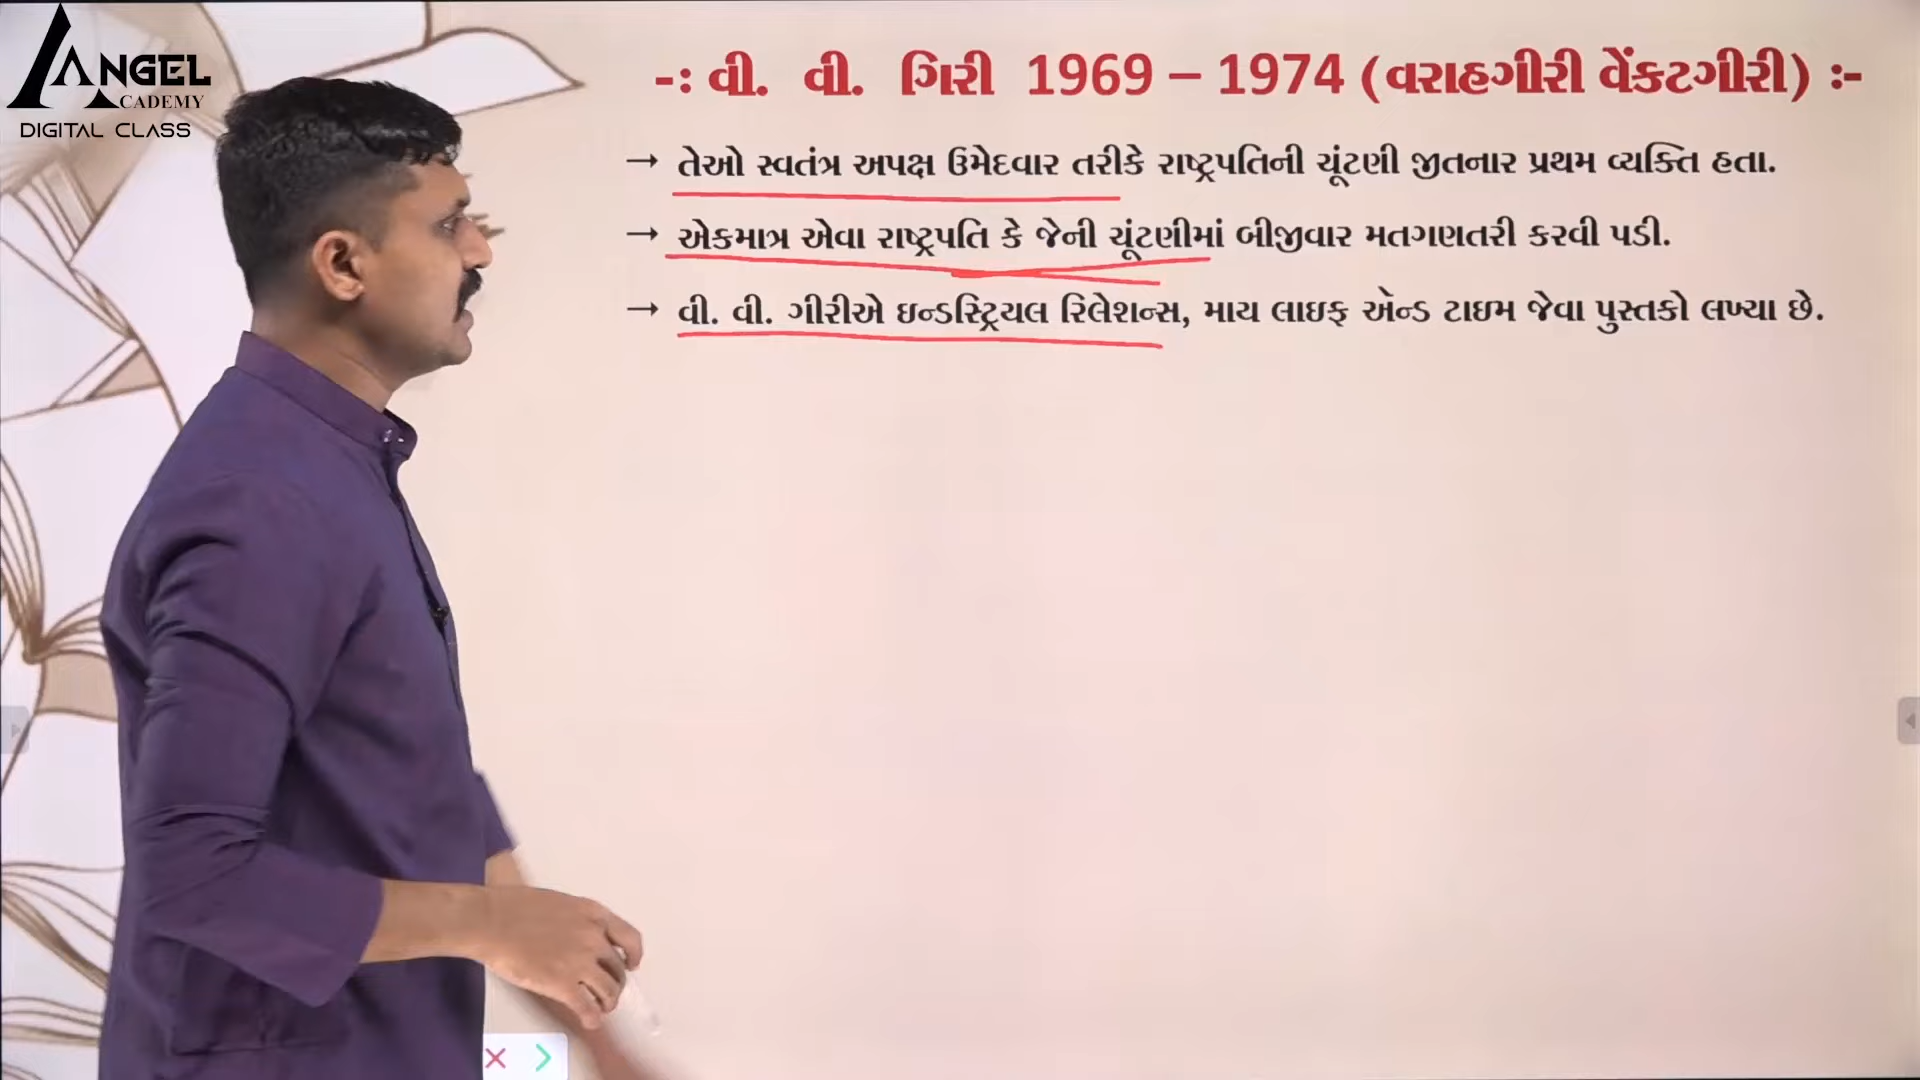 ANGEL
ACADEMY
DIGITAL CLASS
-: વી. વી. ગિરી 1969 – 1974 (વરાહગીરી વેંકટગીરી) :-
→ તેઓ સ્વતંત્ર અપક્ષ ઉમેદવાર તરીકે રાષ્ટ્રપતિની ચૂંટણી જીતનાર પ્રથમ વ્યક્તિ હતા.
→ એકમાત્ર એવા રાષ્ટ્રપતિ કે જેની ચૂંટણીમાં બીજીવાર મતગણતરી કરવી પડી.
→ વી. વી. ગીરીએ ઇન્ડસ્ટ્રિયલ રિલેશન્સ, માય લાઇફ ઍન્ડ ટાઇમ જેવા પુસ્તકો લખ્યા છે.